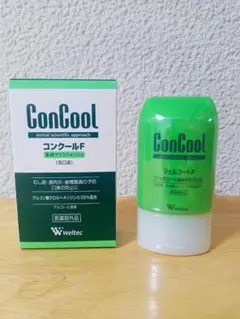 ConCool
dental scientific approach
コンクールF
薬用マウスウォッシュ
(洗口液)
むし歯・歯肉炎・歯槽膿漏の予防
口臭の防止に
グルコン酸クロルヘキシジン0.05%配合
医薬部外品
Weltec
ConCool
ジェルコートF
Weltec